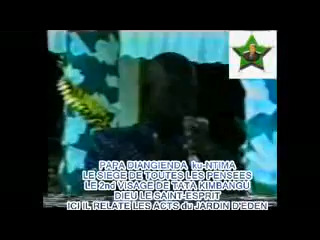 PAPA DIANGIENDA ku-NTIMA
LE SIEGE DE TOUTES LES PENSEES
LE 2nd VISAGE DE TATA KIMBANGU
DIEU LE SAINT-ESPRIT
ICI IL RELATE LES ACTS du JARDIN D'EDEN